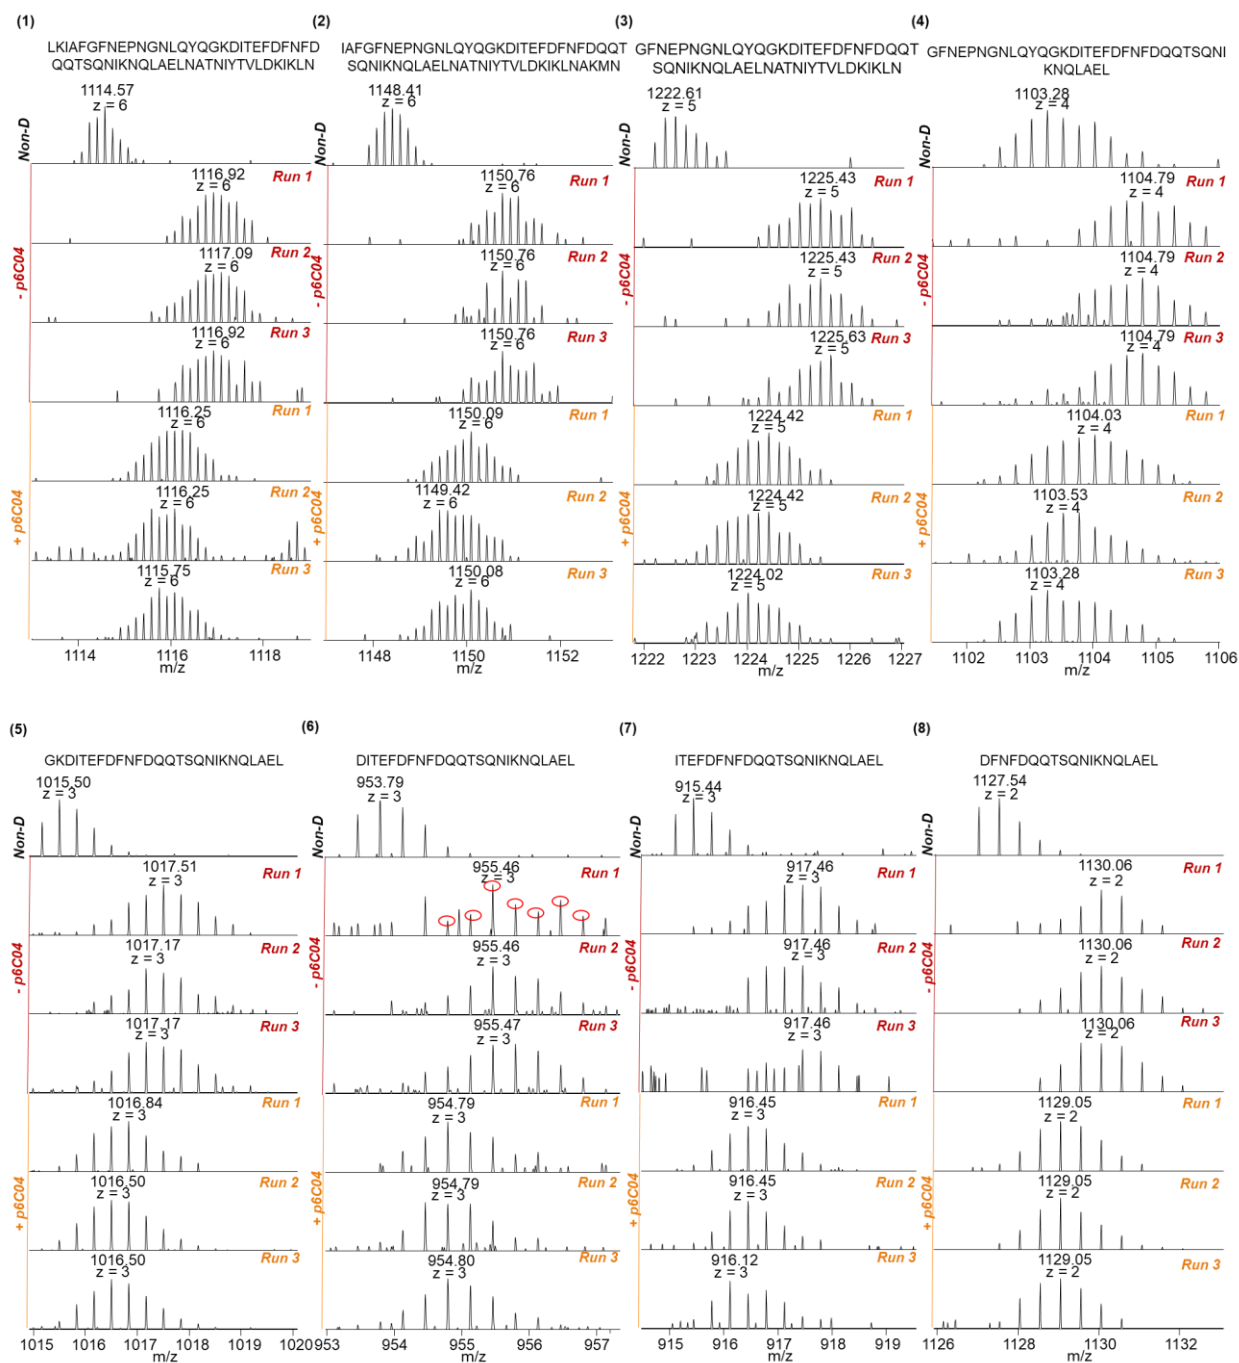 (1)
LKIAFGFNEPNGNLQYQGKDITEFDFNFD
QQTSQNIKNQLAELNATNIYTVLDKIKLN
Non-D
1114.57
z = 6
- p6C04
1116.92
z = 6
Run 1
1117.09
z = 6
Run 2
1116.92
z = 6
Run 3
+ p6C04
1116.25
z = 6
Run 1
1116.25
z = 6
Run 2
1115.75
z = 6
Run 3
1114
1116
1118
m/z
(2)
IAFGFNEPNGNLQYQGKDITEFDFNFDQQT
SQNIKNQLAELNATNIYTVLDKIKLNAKMN
Non-D
1148.41
z = 6
- p6C04
1150.76
z = 6
Run 1
1150.76
z = 6
Run 2
1150.76
z = 6
Run 3
+ p6C04
1150.09
z = 6
Run 1
1149.42
z = 6
Run 2
1150.08
z = 6
Run 3
1148
1150
1152
m/z
(3)
GFNEPNGNLQYQGKDITEFDFNFDQQT
SQNIKNQLAELNATNIYTVLDKIKLN
Non-D
1222.61
z = 5
- p6C04
1225.43
z = 5
Run 1
1225.43
z = 5
Run 2
1225.63
z = 5
Run 3
+ p6C04
1224.42
z = 5
Run 1
1224.42
z = 5
Run 2
1224.02
z = 5
Run 3
1222 1223 1224 1225 1226 1227
m/z
(4)
GFNEPNGNLQYQGKDITEFDFNFDQQTSQNI
KNQLAEL
Non-D
1103.28
z = 4
- p6C04
1104.79
z = 4
Run 1
1104.79
z = 4
Run 2
1104.79
z = 4
Run 3
+ p6C04
1104.03
z = 4
Run 1
1103.53
z = 4
Run 2
1103.28
z = 4
Run 3
1102 1103 1104 1105 1106
m/z
(5)
GKDITEFDFNFDQQTSQNIKNQLAEL
Non-D
1015.50
z = 3
- p6C04
1017.51
z = 3
Run 1
1017.17
z = 3
Run 2
1017.17
z = 3
Run 3
+ p6C04
1016.84
z = 3
Run 1
1016.50
z = 3
Run 2
1016.50
z = 3
Run 3
1015 1016 1017 1018 1019 1020
m/z
(6)
DITEFDFNFDQQTSQNIKNQLAEL
Non-D
953.79
z = 3
- p6C04
955.46
z = 3
Run 1
955.46
z = 3
Run 2
955.47
z = 3
Run 3
+ p6C04
954.79
z = 3
Run 1
954.79
z = 3
Run 2
954.80
z = 3
Run 3
953 954 955 956 957
m/z
(7)
ITEFDFNFDQQTSQNIKNQLAEL
Non-D
915.44
z = 3
- p6C04
917.46
z = 3
Run 1
917.46
z = 3
Run 2
917.46
z = 3
Run 3
+ p6C04
916.45
z = 3
Run 1
916.45
z = 3
Run 2
916.12
z = 3
Run 3
915 916 917 918 919
m/z
(8)
DFNFDQQTSQNIKNQLAEL
Non-D
1127.54
z = 2
- p6C04
1130.06
z = 2
Run 1
1130.06
z = 2
Run 2
1130.06
z = 2
Run 3
+ p6C04
1129.05
z = 2
Run 1
1129.05
z = 2
Run 2
1129.05
z = 2
Run 3
1126 1128 1130 1132
m/z